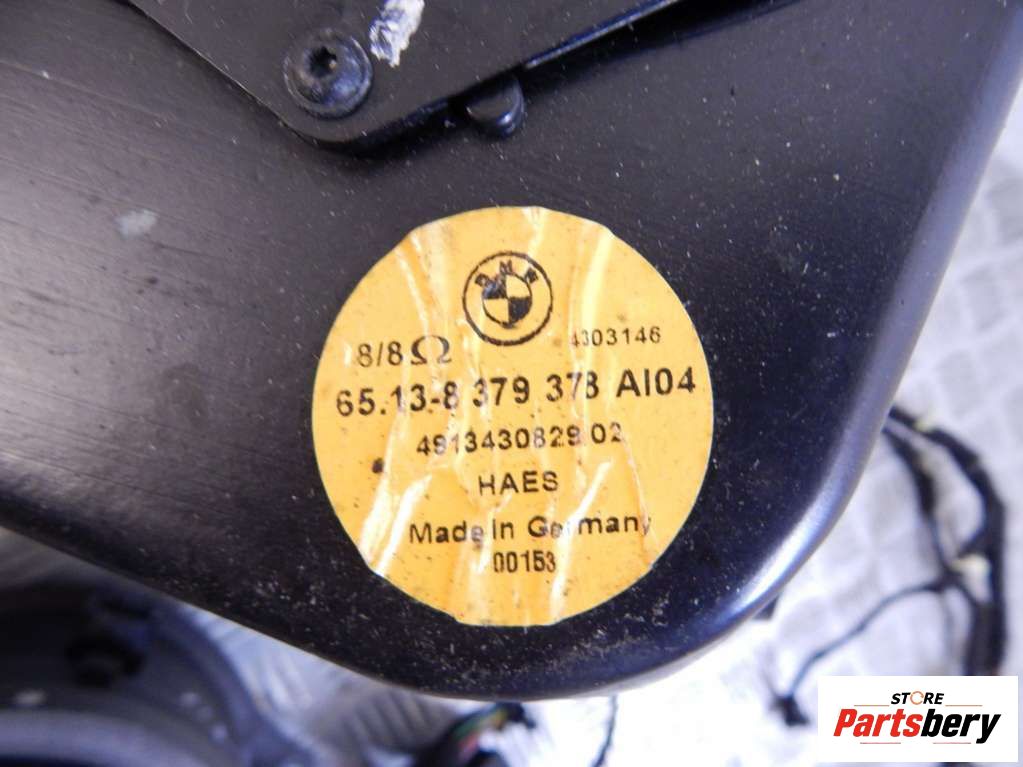 BMW
8/8Ω
4303146
65.13-8 379 378 AI04
4913430829 02
HAES
Made in Germany
00153
STORE
Partsbery